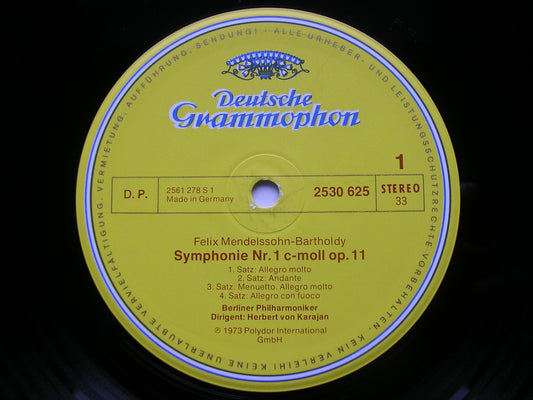 VERMIETUNG, AUFFÜHRUNG, SENDUNG! - ALLE URHEBER- UND LEISTUNGSSCHUTZRECHTE VORBEHALTEN. KEIN VERLEIH! KEINE UNERLAUBTE VERVIELFÄLTIGUNG,
Deutsche
Grammophon
1
D. P.
2561 278 S 1
Made in Germany
2530 625
STEREO
33
Felix Mendelssohn-Bartholdy
Symphonie Nr. 1 c-moll op. 11
1. Satz: Allegro molto
2. Satz: Andante
3. Satz: Menuetto. Allegro molto
4. Satz: Allegro con fuoco
Berliner Philharmoniker
Dirigent: Herbert von Karajan
℗ 1973 Polydor International
GmbH